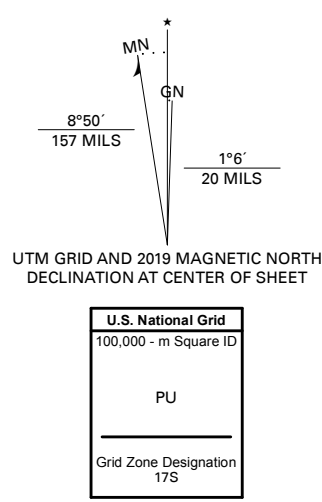 MN
GN
8°50´
157 MILS
1°6´
20 MILS
UTM GRID AND 2019 MAGNETIC NORTH
DECLINATION AT CENTER OF SHEET
U.S. National Grid
100,000 - m Square ID
PU
Grid Zone Designation
17S